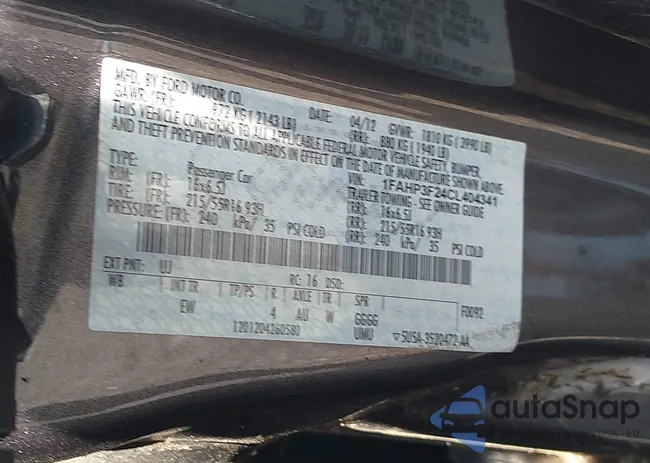 MFD. BY FORD MOTOR CO.
DATE: 04/12 GVWR: 1810 KG ( 3990 LB)
GAWR: (FR): 972 KG ( 2143 LB) (RR): 880 KG ( 1940 LB)
THIS VEHICLE CONFORMS TO ALL APPLICABLE FEDERAL MOTOR VEHICLE SAFETY, BUMPER,
AND THEFT PREVENTION STANDARDS IN EFFECT ON THE DATE OF MANUFACTURE SHOWN ABOVE.
VIN: 1FAHP3F24CL404341
TYPE: Passenger Car TRAILER TOWING - SEE OWNER GUIDE
RIM: (FR): 16x6.5J (RR): 16x6.5J
TIRE: (FR): 215/55R16 93H (RR): 215/55R16 93H
PRESSURE: (FR): 240 kPa/ 35 PSI COLD (RR): 240 kPa/ 35 PSI COLD
EXT PNT: UJ RC: 16 DSO: F0092
WB INT TR TP/PS R AXLE TR SPR
EW 4 AU W GGGG
1201204260580 UMU ▽5U5A-3520472-AA
autoSnap